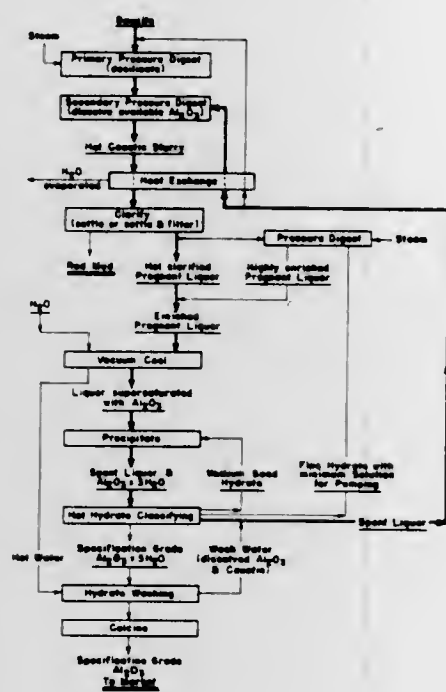 Bauxite
Steam
Primary Pressure Digest
(desilicate)
Secondary Pressure Digest
(dissolve available Al2O3)
Hot Caustic Slurry
H2O
evaporated
Heat Exchange
Clarify
(settle or settle & filter)
Pressure Digest
Steam
Red Mud
Hot clarified
Pregnant Liquor
Highly enriched
Pregnant Liquor
H2O
Enriched
Pregnant Liquor
Vacuum Cool
Liquor supersaturated
with Al2O3
Precipitate
Spent Liquor &
Al2O3 • 3H2O
Medium Seed
Hydrate
Fine Hydrate with
minimum Solution
for Pumping
Hot Hydrate Classifying
Spent Liquor
Hot Water
Specification Grade
Al2O3 • 3H2O
Wash Water
(dissolved Al2O3
& Caustic)
Hydrate Washing
Calcine
Specification Grade
Al2O3
To Market